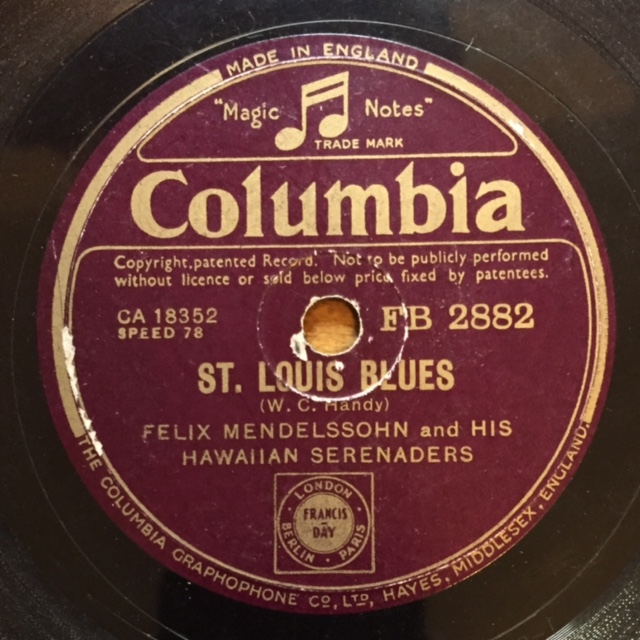 MADE IN ENGLAND
"Magic Notes"
TRADE MARK
Columbia
Copyright, patented Record. Not to be publicly performed
without licence or sold below price fixed by patentees.
CA 18352
SPEED 78
FB 2882
ST. LOUIS BLUES
(W. C. Handy)
FELIX MENDELSSOHN and HIS
HAWAIIAN SERENADERS
LONDON
FRANCIS
DAY
BERLIN · PARIS
THE COLUMBIA GRAPHOPHONE CO, LTD, HAYES, MIDDLESEX, ENGLAND.